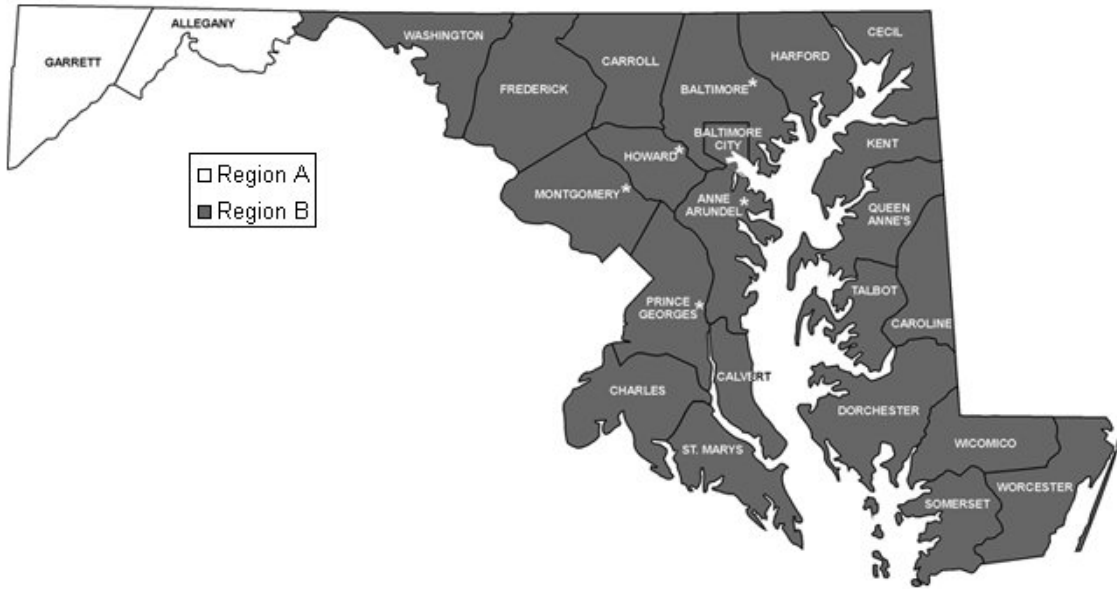 ALLEGANY
GARRETT
WASHINGTON
FREDERICK
CARROLL
BALTIMORE*
HARFORD
CECIL
BALTIMORE
CITY
HOWARD*
KENT
Region A
Region B
MONTGOMERY*
ANNE
ARUNDEL*
QUEEN
ANNE'S
TALBOT
PRINCE
GEORGES*
CAROLINE
CALVERT
CHARLES
DORCHESTER
ST. MARYS
WICOMICO
WORCESTER
SOMERSET